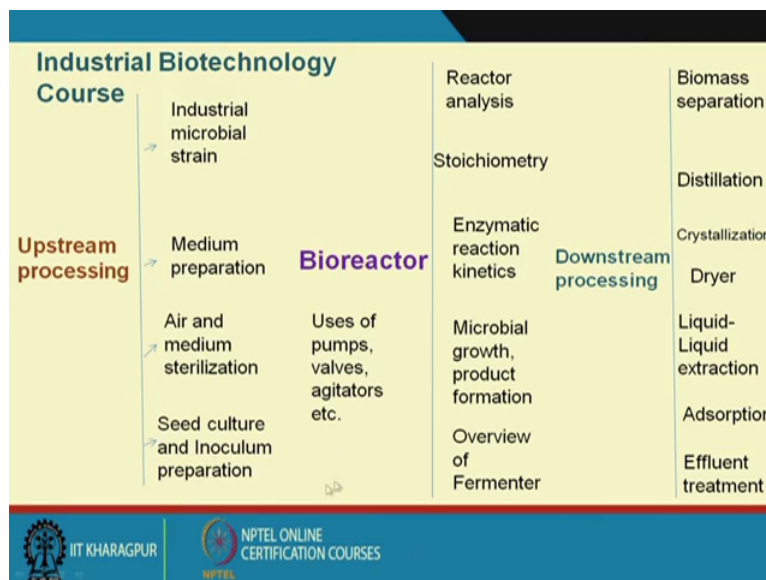 Industrial Biotechnology
Course
Industrial
microbial
strain
Upstream
processing
Medium
preparation
Air and
medium
sterilization
Seed culture
and Inoculum
preparation
Bioreactor
Uses of
pumps,
valves,
agitators
etc.
Reactor
analysis
Stoichiometry
Enzymatic
reaction
kinetics
Microbial
growth,
product
formation
Overview
of
Fermenter
Downstream
processing
Biomass
separation
Distillation
Crystallization
Dryer
Liquid-
Liquid
extraction
Adsorption
Effluent
treatment
IIT KHARAGPUR
NPTEL ONLINE
CERTIFICATION COURSES
NPTEL